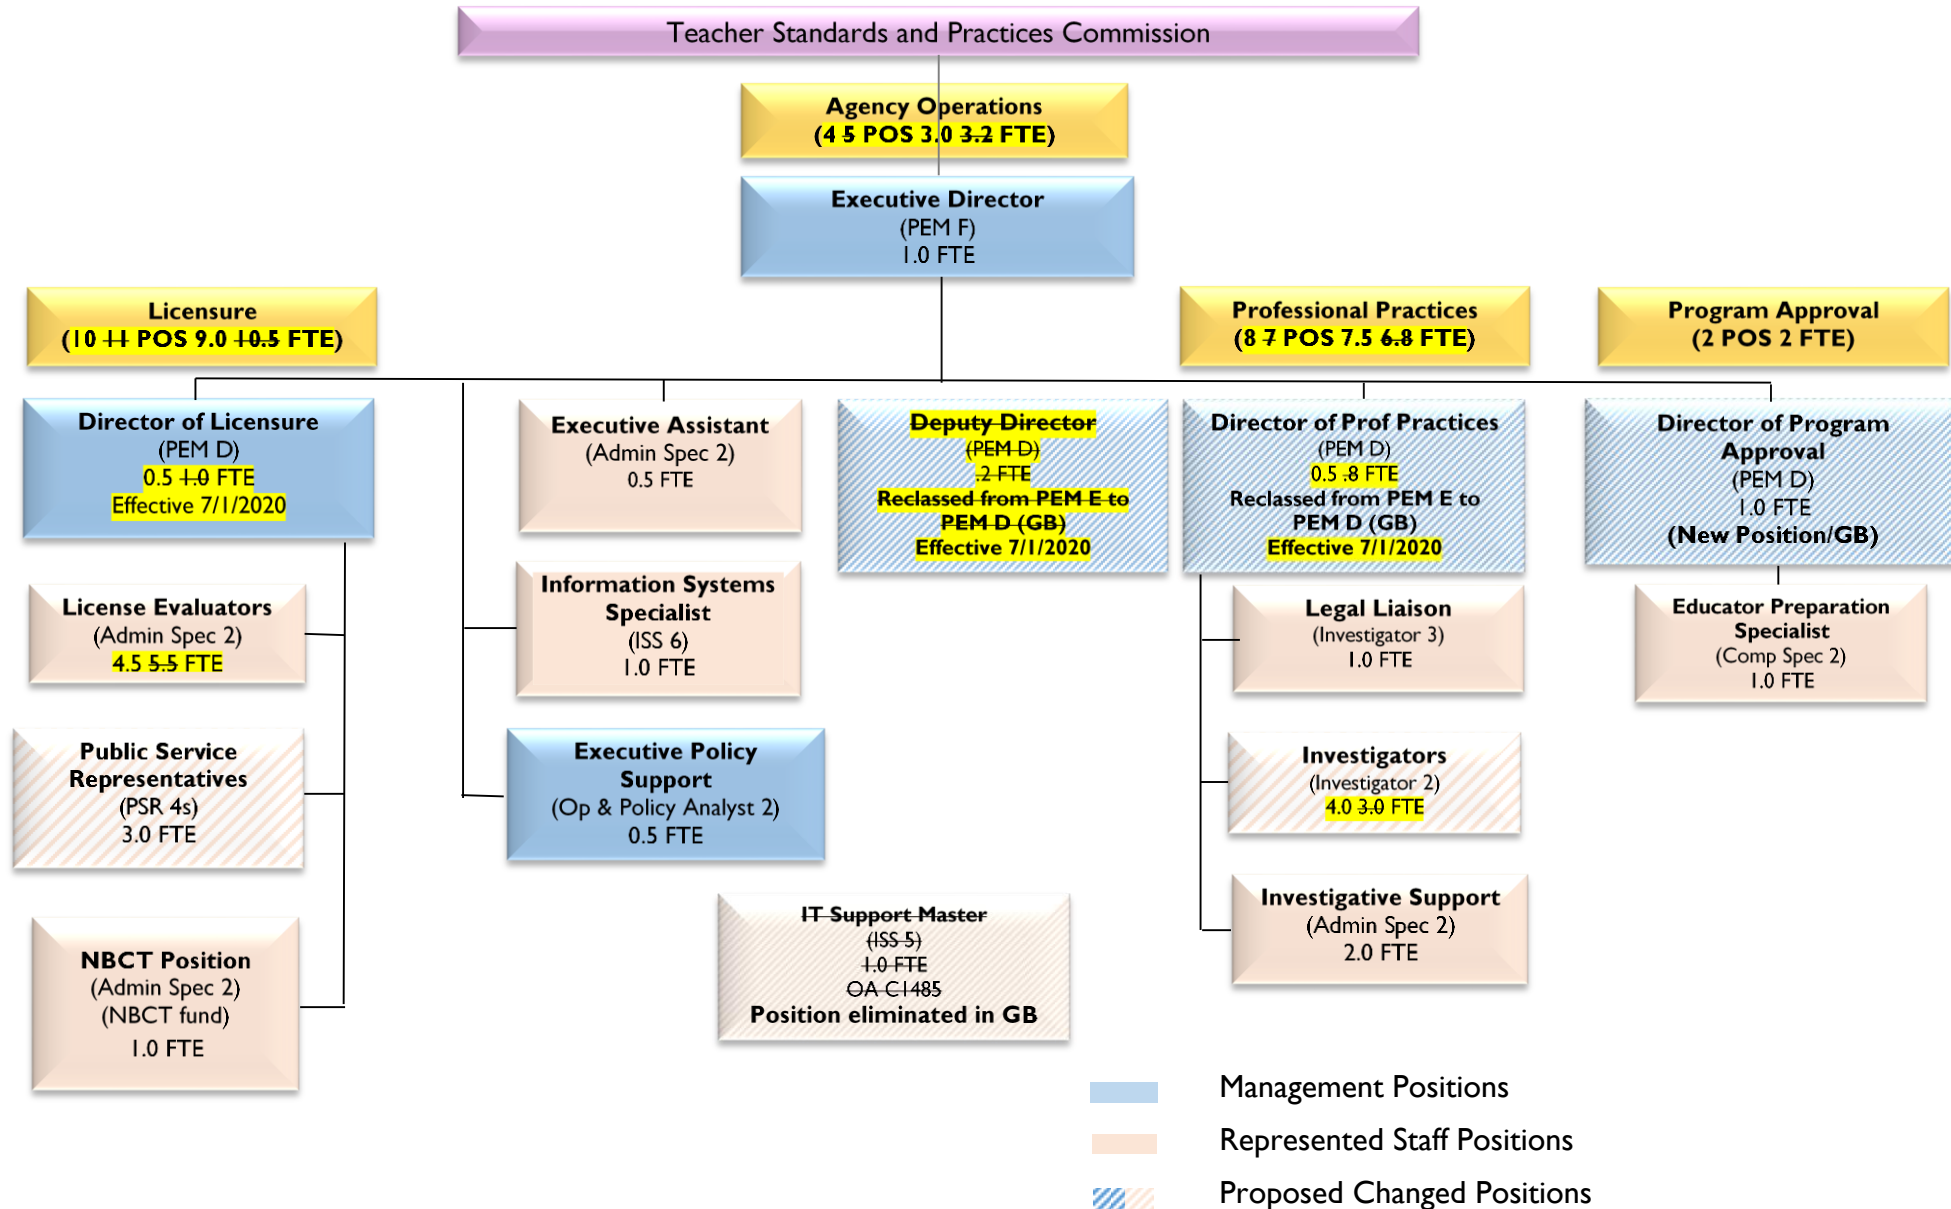 Teacher Standards and Practices Commission
Agency Operations
(4 5 POS 3.0 3.2 FTE)
Executive Director
(PEM F)
1.0 FTE
Licensure
(10 11 POS 9.0 10.5 FTE)
Professional Practices
(8 7 POS 7.5 6.8 FTE)
Program Approval
(2 POS 2 FTE)
Director of Licensure
(PEM D)
0.5 1.0 FTE
Effective 7/1/2020
Executive Assistant
(Admin Spec 2)
0.5 FTE
Deputy Director
(PEM D)
.2 FTE
Reclassed from PEM E to
PEM D (GB)
Effective 7/1/2020
Director of Prof Practices
(PEM D)
0.5 .8 FTE
Reclassed from PEM E to
PEM D (GB)
Effective 7/1/2020
Director of Program
Approval
(PEM D)
1.0 FTE
(New Position/GB)
License Evaluators
(Admin Spec 2)
4.5 5.5 FTE
Information Systems
Specialist
(ISS 6)
1.0 FTE
Legal Liaison
(Investigator 3)
1.0 FTE
Educator Preparation
Specialist
(Comp Spec 2)
1.0 FTE
Public Service
Representatives
(PSR 4s)
3.0 FTE
Executive Policy
Support
(Op & Policy Analyst 2)
0.5 FTE
Investigators
(Investigator 2)
4.0 3.0 FTE
NBCT Position
(Admin Spec 2)
(NBCT fund)
1.0 FTE
IT Support Master
(ISS 5)
1.0 FTE
OA C1485
Position eliminated in GB
Investigative Support
(Admin Spec 2)
2.0 FTE
Management Positions
Represented Staff Positions
Proposed Changed Positions